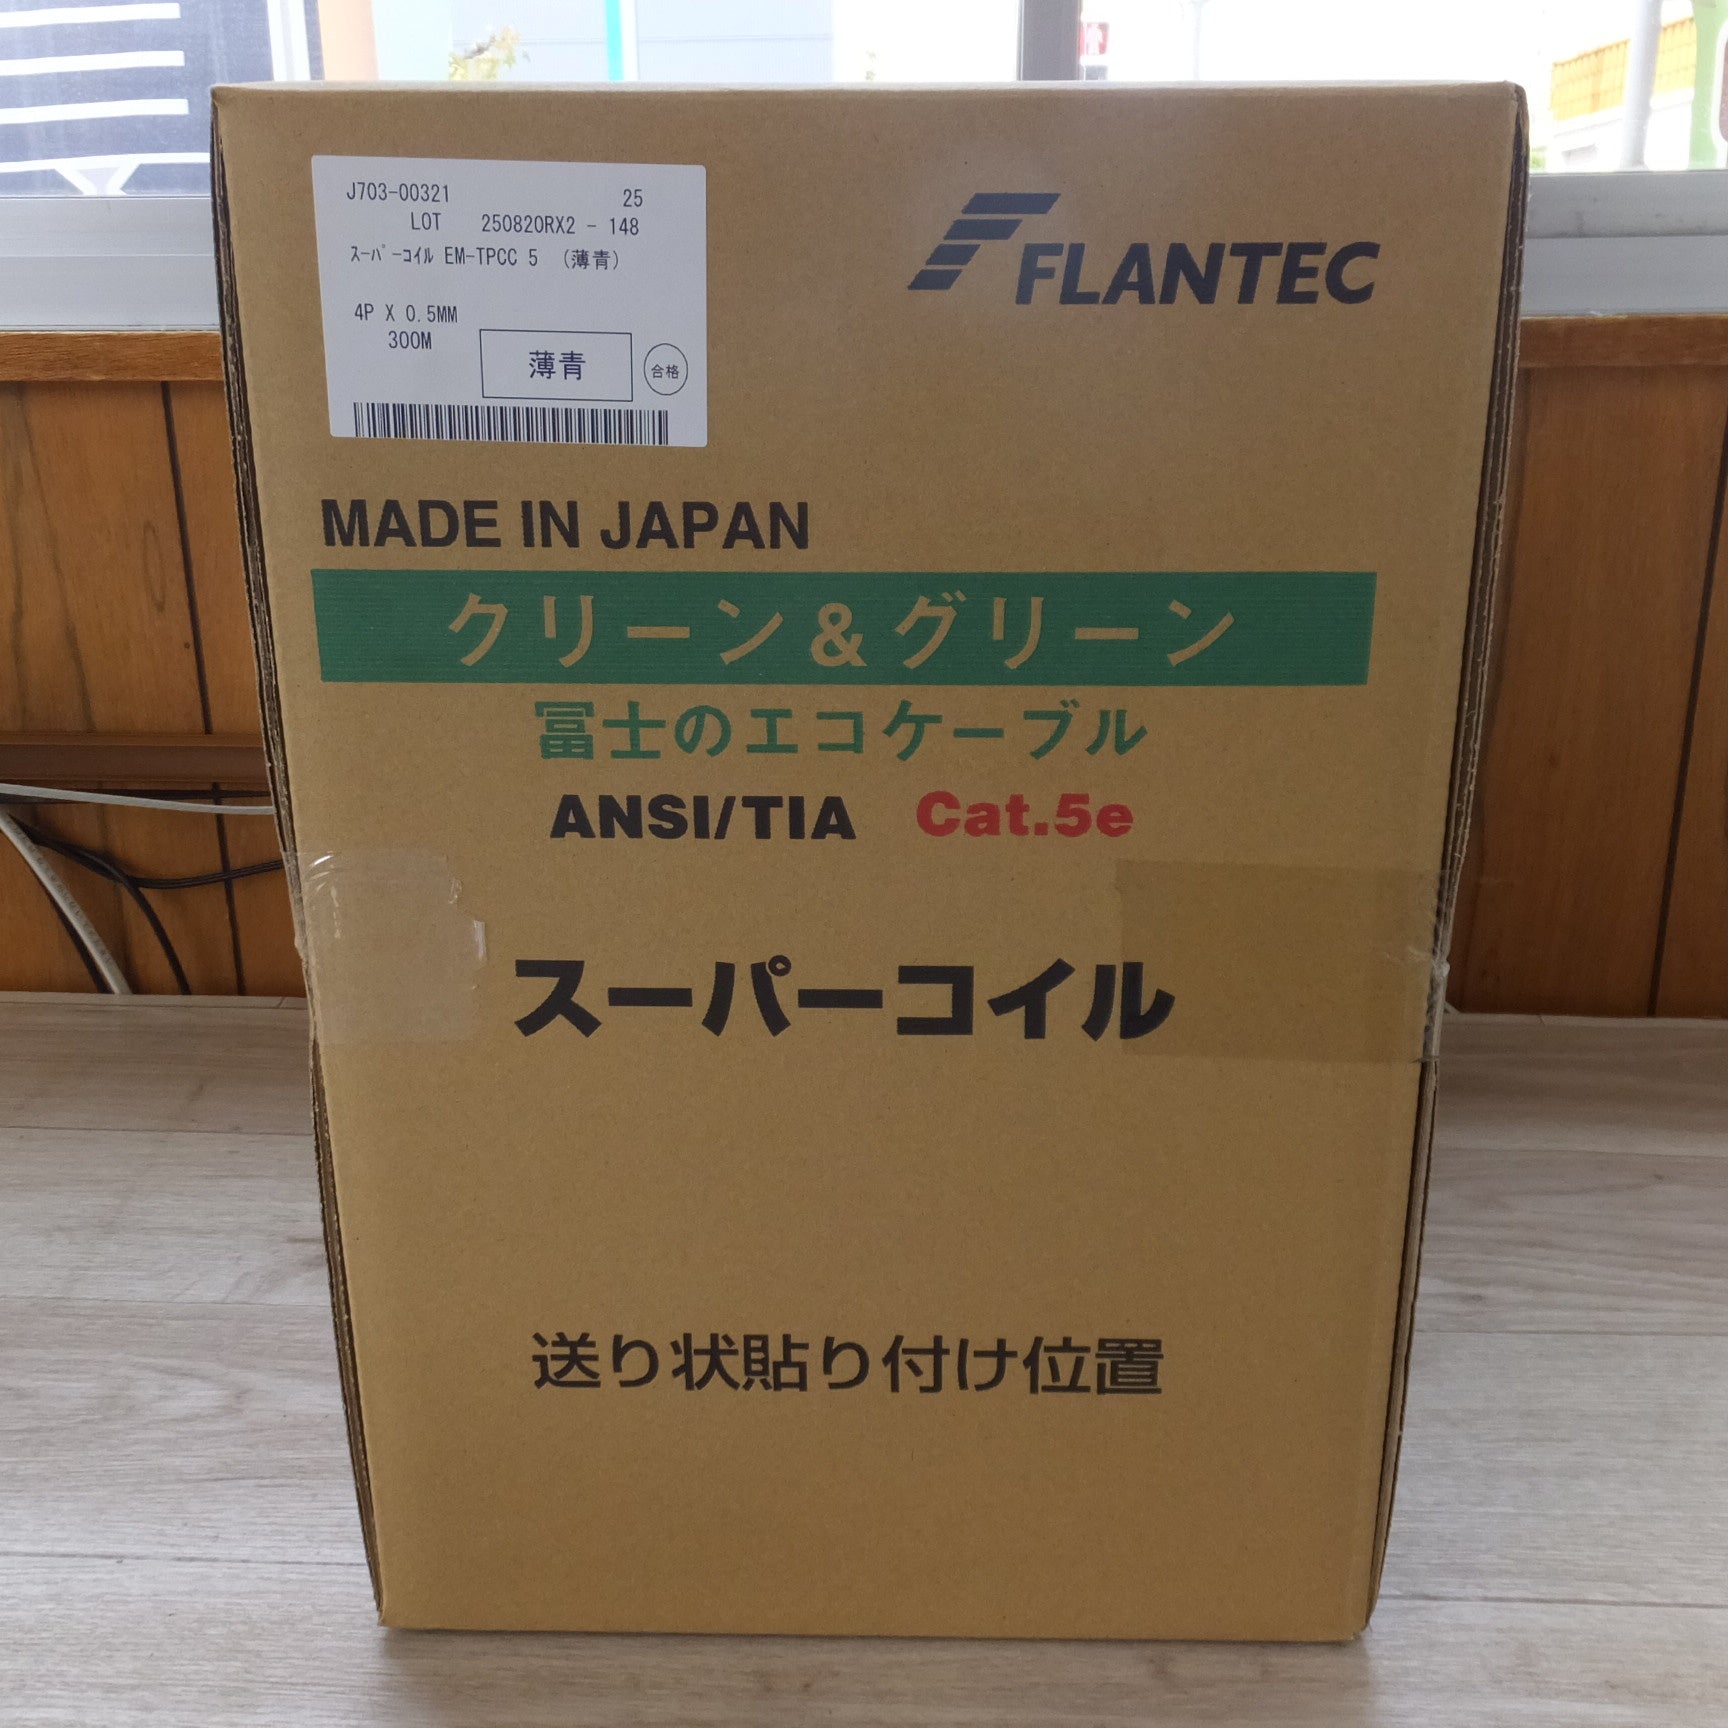 J703-00321 25
LOT 250820RX2 - 148
ｽｰﾊﾟｰｺｲﾙ EM-TPCC 5 (薄青)
4P X 0.5MM
300M
薄青
合格
FLANTEC
MADE IN JAPAN
クリーン&グリーン
冨士のエコケーブル
ANSI/TIA Cat.5e
スーパーコイル
送り状貼り付け位置